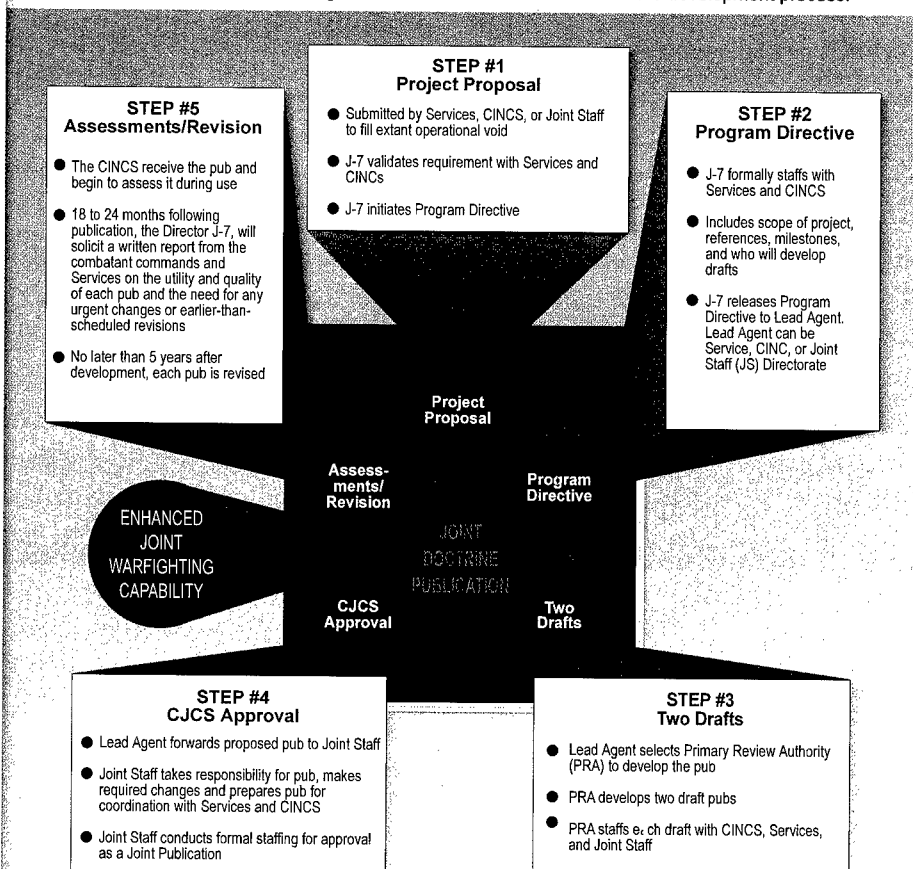 process.
STEP #1
Project Proposal
● Submitted by Services, CINCS, or Joint Staff
to fill extant operational void
● J-7 validates requirement with Services and
CINCs
● J-7 initiates Program Directive
STEP #2
Program Directive
● J-7 formally staffs with
Services and CINCS
● Includes scope of project,
references, milestones,
and who will develop
drafts
● J-7 releases Program
Directive to Lead Agent.
Lead Agent can be
Service, CINC, or Joint
Staff (JS) Directorate
STEP #3
Two Drafts
● Lead Agent selects Primary Review Authority
(PRA) to develop the pub
● PRA develops two draft pubs
● PRA staffs each draft with CINCS, Services,
and Joint Staff
STEP #4
CJCS Approval
● Lead Agent forwards proposed pub to Joint Staff
● Joint Staff takes responsibility for pub, makes
required changes and prepares pub for
coordination with Services and CINCS
● Joint Staff conducts formal staffing for approval
as a Joint Publication
STEP #5
Assessments/Revision
● The CINCS receive the pub and
begin to assess it during use
● 18 to 24 months following
publication, the Director J-7, will
solicit a written report from the
combatant commands and
Services on the utility and quality
of each pub and the need for any
urgent changes or earlier-than-
scheduled revisions
● No later than 5 years after
development, each pub is revised
Project
Proposal
Program
Directive
Two
Drafts
CJCS
Approval
Assess-
ments/
Revision
JOINT
DOCTRINE
PUBLICATION
ENHANCED
JOINT
WARFIGHTING
CAPABILITY